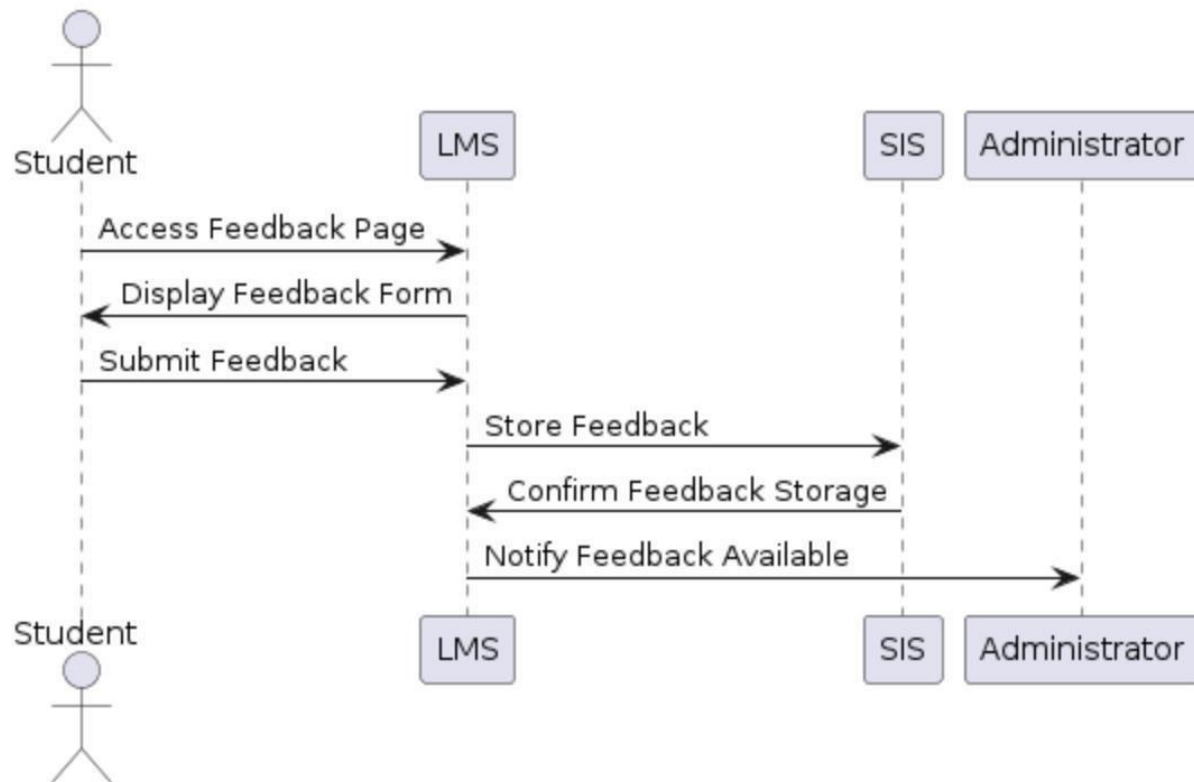 Student
LMS
SIS
Administrator
Access Feedback Page
Display Feedback Form
Submit Feedback
Store Feedback
Confirm Feedback Storage
Notify Feedback Available
Student
LMS
SIS
Administrator